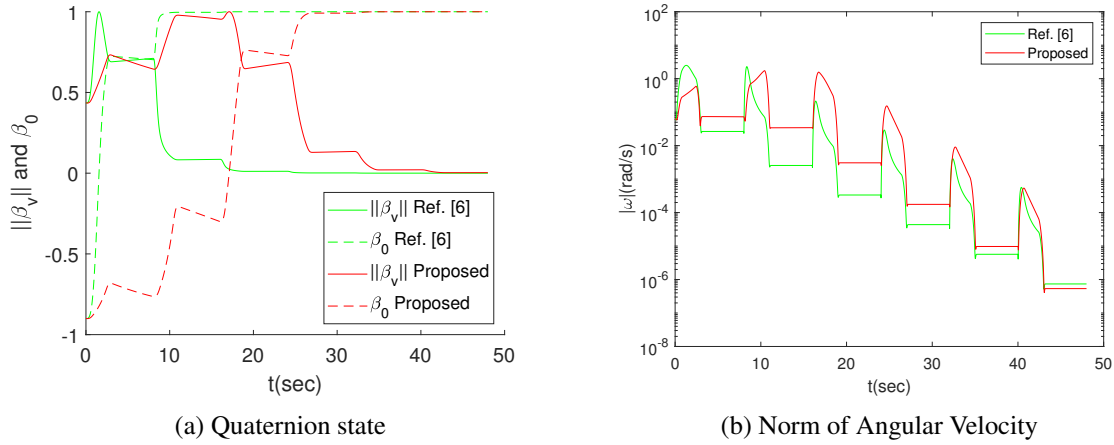 1
0.5
0
-0.5
-1
||β_v|| and β_0
0 10 20 30 40 50
t(sec)
||β_v|| Ref. [6]
β_0 Ref. [6]
||β_v|| Proposed
β_0 Proposed
(a) Quaternion state
10^2
10^0
10^-2
10^-4
10^-6
10^-8
|ω|(rad/s)
0 10 20 30 40 50
t(sec)
Ref. [6]
Proposed
(b) Norm of Angular Velocity